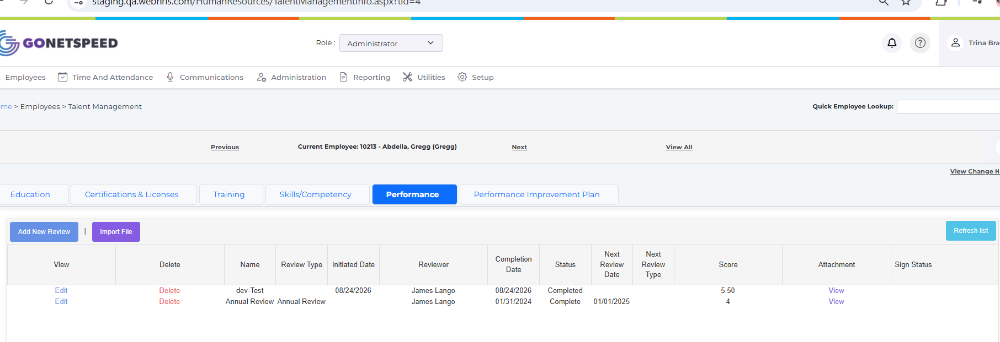 staging.qa.webhris.com/HumanResources/TalentManagementInfo.aspx?tid=4
GONETSPEED
Role :
Administrator
Trina Bra
Employees
Time And Attendance
Communications
Administration
Reporting
Utilities
Setup
me > Employees > Talent Management
Quick Employee Lookup:
Previous
Current Employee: 10213 - Abdella, Gregg (Gregg)
Next
View All
View Change H
Education
Certifications & Licenses
Training
Skills/Competency
Performance
Performance Improvement Plan
Add New Review | Import File
Refresh list
View
Delete
Name
Review Type
Initiated Date
Reviewer
Completion
Date
Status
Next
Review
Date
Next
Review
Type
Score
Attachment
Sign Status
Edit Delete dev-Test 08/24/2026 James Lango 08/24/2026 Completed 5.50 View
Edit Delete Annual Review Annual Review James Lango 01/31/2024 Complete 01/01/2025 4 View